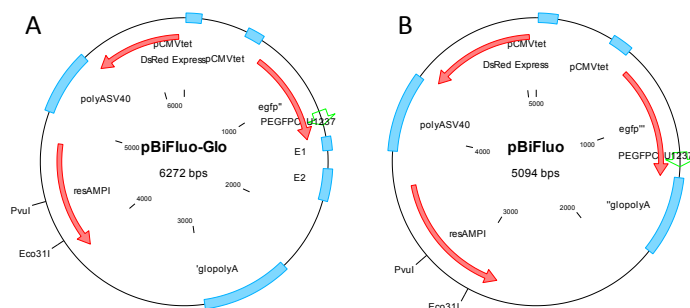 A
pCMVtet
DsRed Express
pCMVtet
polyASV40
6000
egfp"
1000
PEGFPC U1237
5000
pBiFluo-Glo
6272 bps
E1
E2
resAMPI
4000
2000
3000
PvuI
Eco31I
'glopolyA
B
pCMVtet
DsRed Express
pCMVtet
5000
polyASV40
egfp""
1000
4000
pBiFluo
5094 bps
PEGFPC U1237
"glopolyA
resAMPI
3000
2000
PvuI
Eco31I